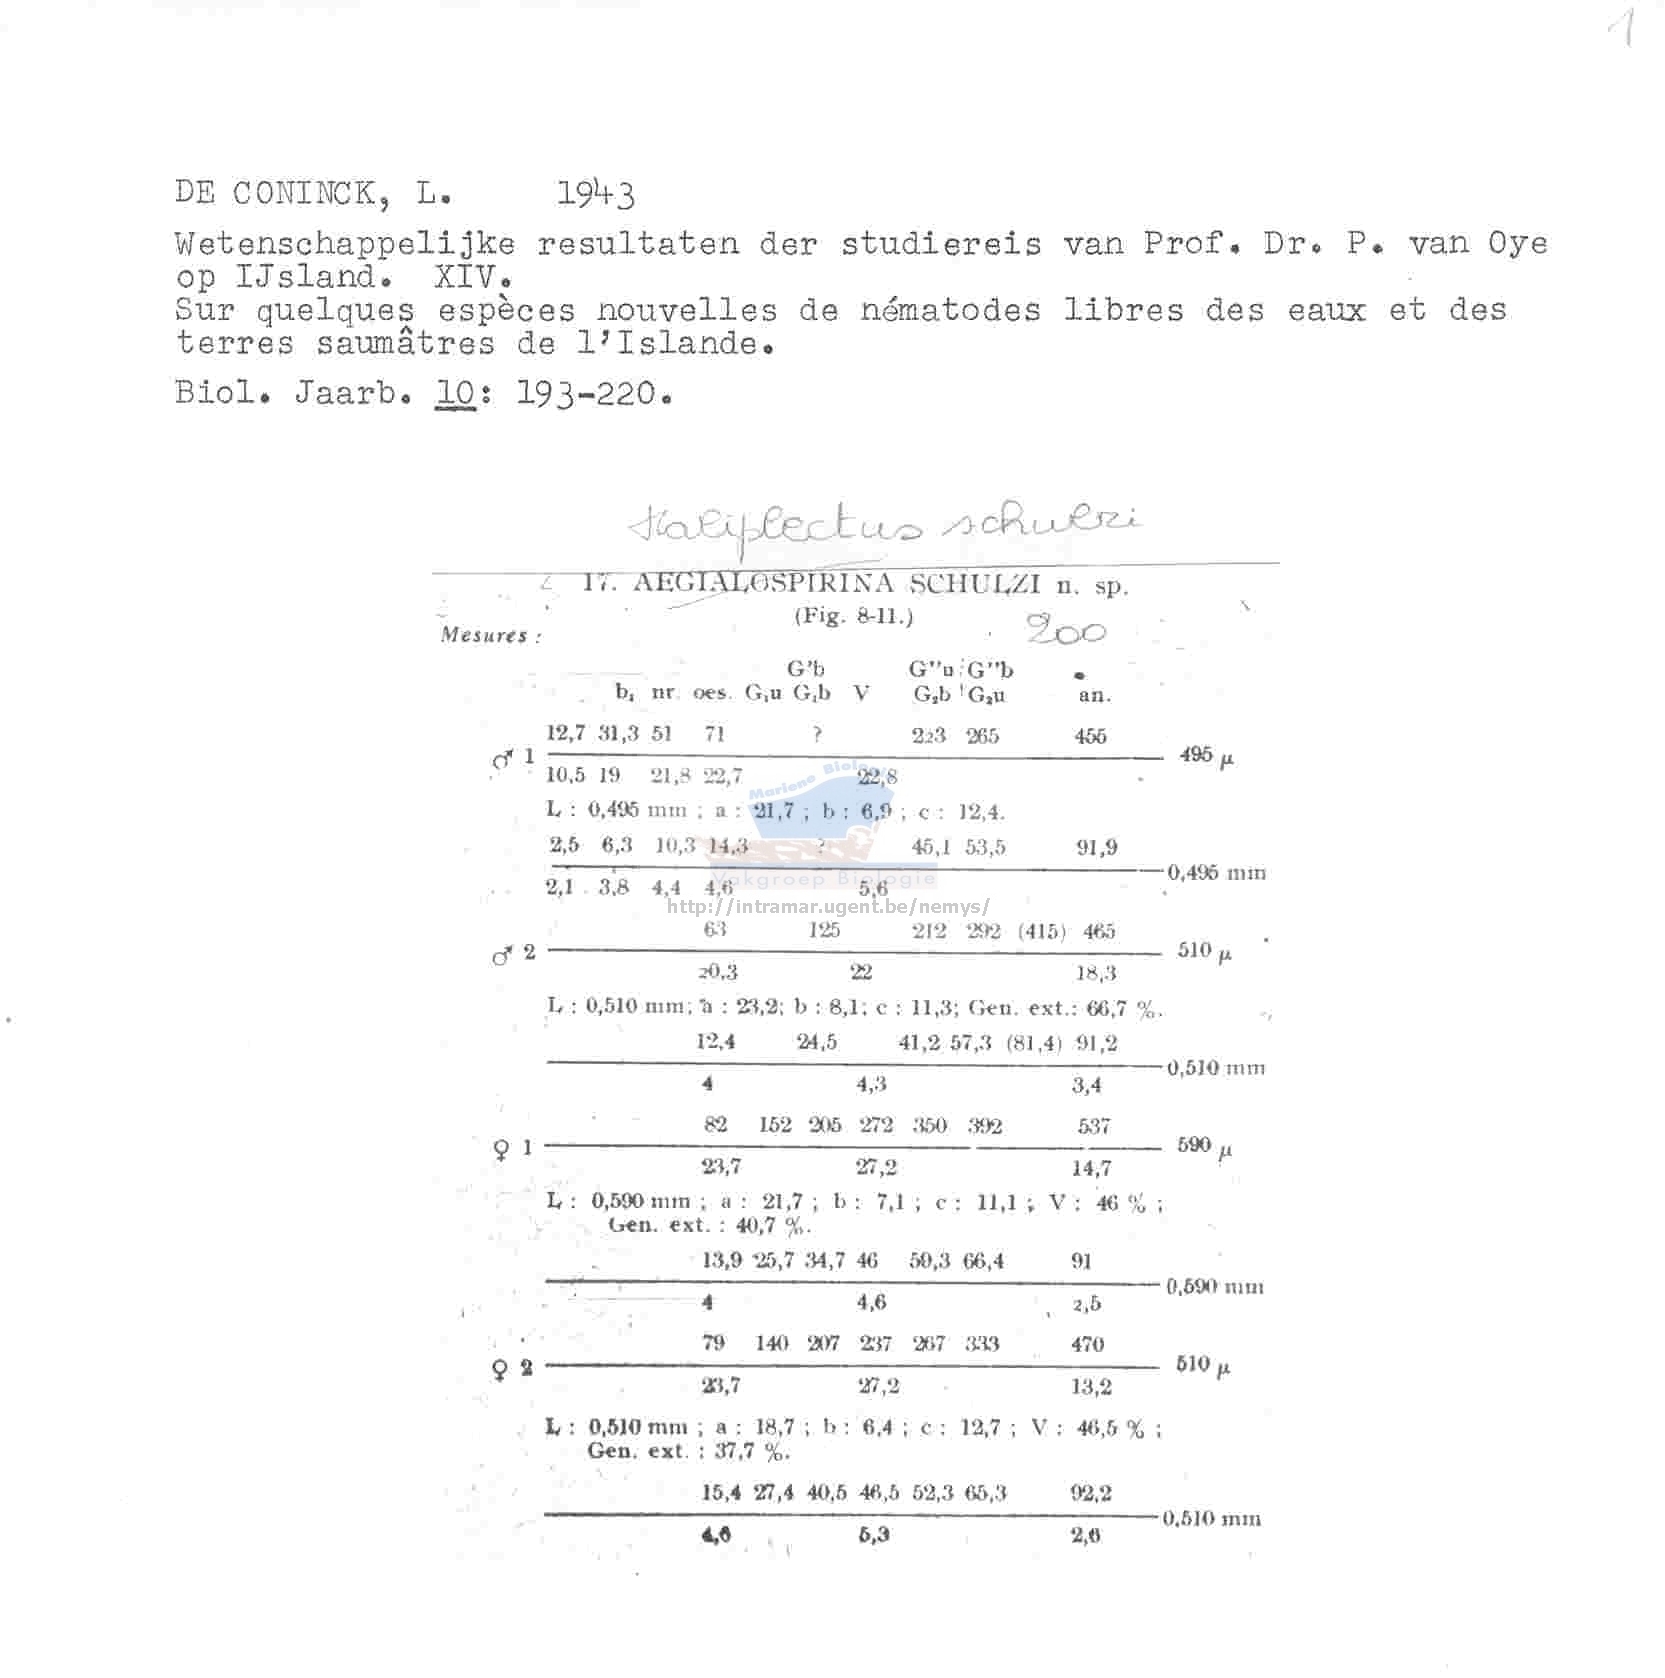 1
DE CONINCK, L. 1943
Wetenschappelijke resultaten der studiereis van Prof. Dr. P. van Oye
op IJsland. XIV.
Sur quelques espèces nouvelles de nématodes libres des eaux et des
terres saumâtres de l'Islande.
Biol. Jaarb. 10: 193-220.
Haliplectus schulzi
17. AEGIALOSPIRINA SCHULZI n. sp.
(Fig. 8-11.)
200
Mesures :
G'b G''u G''b
b, nr. oes. G₁u G₁b V G₂b G₂u an.
12,7 31,3 51 71 ? 223 265 455
♂ 1 495 μ
10,5 19 21,8 22,7 22,8
L : 0,495 mm ; a : 21,7 ; b : 6,9 ; c : 12,4.
2,5 6,3 10,3 14,3 ? 45,1 53,5 91,9
0,495 mm
2,1 3,8 4,4 4,6 5,6
Mariene Biologie
Vakgroep Biologie
http://intramar.ugent.be/nemys/
63 125 212 292 (415) 465
♂ 2 510 μ
20,3 22 18,3
L : 0,510 mm; a : 23,2; b : 8,1; c : 11,3; Gen. ext.: 66,7 %.
12,4 24,5 41,2 57,3 (81,4) 91,2
0,510 mm
4 4,3 3,4
82 152 205 272 350 392 537
♀ 1 590 μ
23,7 27,2 14,7
L : 0,590 mm ; a : 21,7 ; b : 7,1 ; c : 11,1 ; V : 46 % ;
Gen. ext. : 40,7 %.
13,9 25,7 34,7 46 59,3 66,4 91
0,590 mm
4 4,6 2,5
79 140 207 237 267 333 470
♀ 2 510 μ
23,7 27,2 13,2
L : 0,510 mm ; a : 18,7 ; b : 6,4 ; c : 12,7 ; V : 46,5 % ;
Gen. ext. : 37,7 %.
15,4 27,4 40,5 46,5 52,3 65,3 92,2
0,510 mm
4,6 5,3 2,6